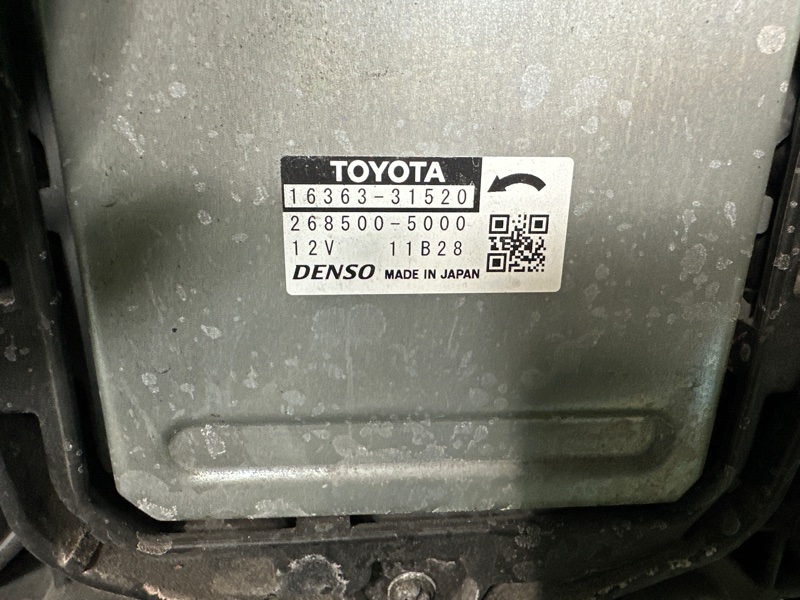 TOYOTA
16363-31520
268500-5000
12V 11B28
DENSO MADE IN JAPAN